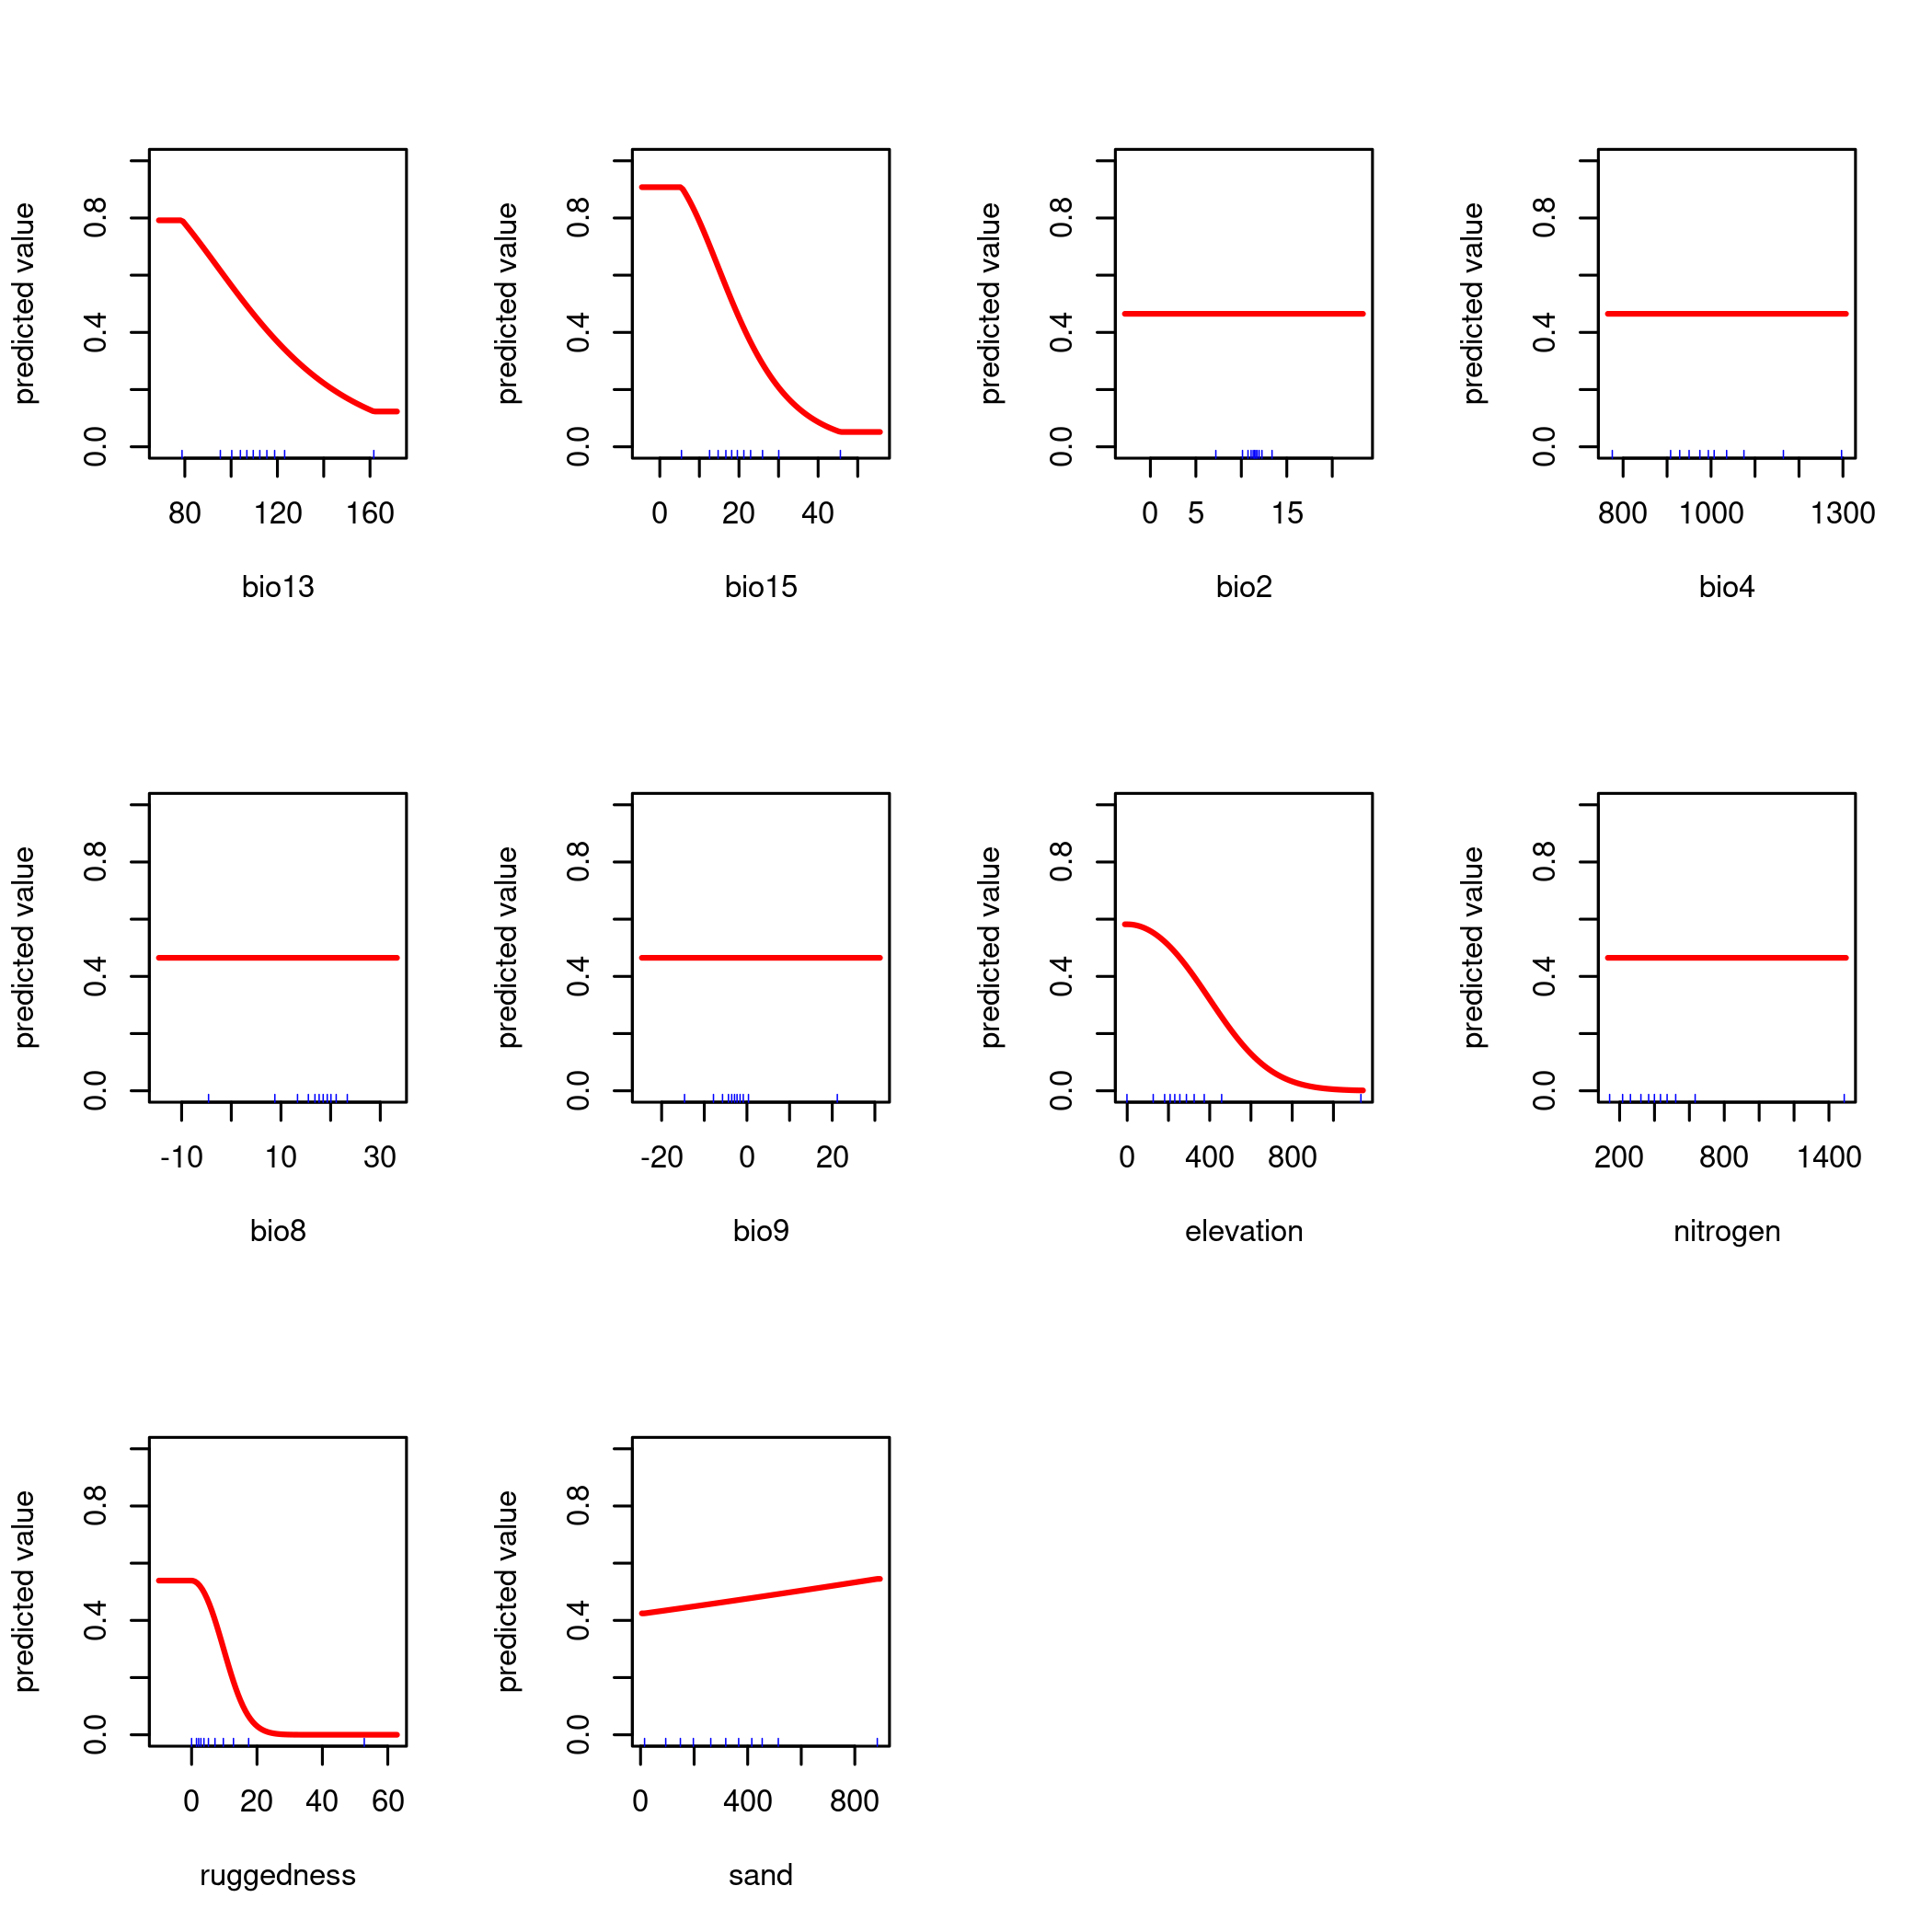 predicted value
0.0 0.4 0.8
80 120 160
bio13
predicted value
0.0 0.4 0.8
0 20 40
bio15
predicted value
0.0 0.4 0.8
0 5 15
bio2
predicted value
0.0 0.4 0.8
800 1000 1300
bio4
predicted value
0.0 0.4 0.8
-10 10 30
bio8
predicted value
0.0 0.4 0.8
-20 0 20
bio9
predicted value
0.0 0.4 0.8
0 400 800
elevation
predicted value
0.0 0.4 0.8
200 800 1400
nitrogen
predicted value
0.0 0.4 0.8
0 20 40 60
ruggedness
predicted value
0.0 0.4 0.8
0 400 800
sand